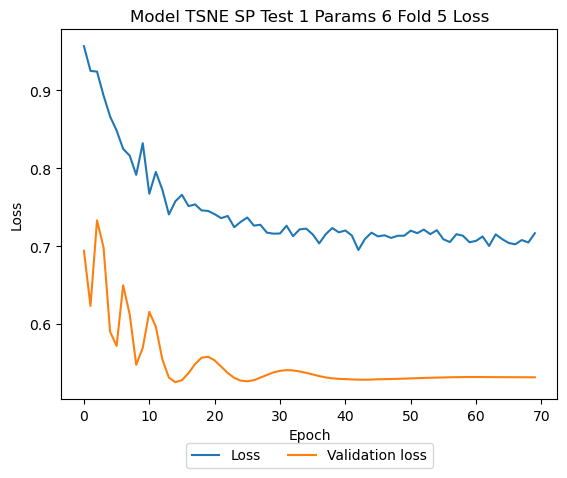 Model TSNE SP Test 1 Params 6 Fold 5 Loss
Loss
0.9
0.8
0.7
0.6
0 10 20 30 40 50 60 70
Epoch
Loss Validation loss